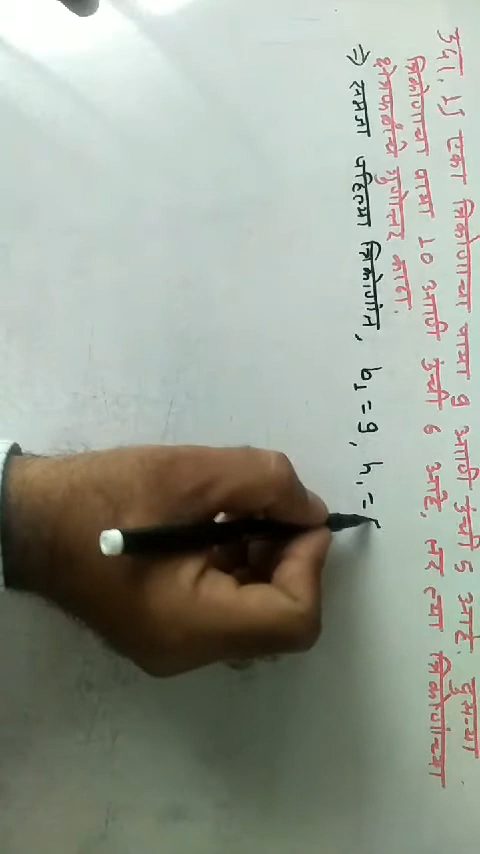 उदा. 1) एका त्रिकोणाचा पाया 9 आणि उंची 5 आहे. दुसऱ्या
त्रिकोणाचा पाया 10 आणि उंची 6 आहे, तर त्या त्रिकोणांच्या
क्षेत्रफळांचे गुणोत्तर काढा.
⇒ समजा पहिल्या त्रिकोणात, b₁ = 9, h₁ =